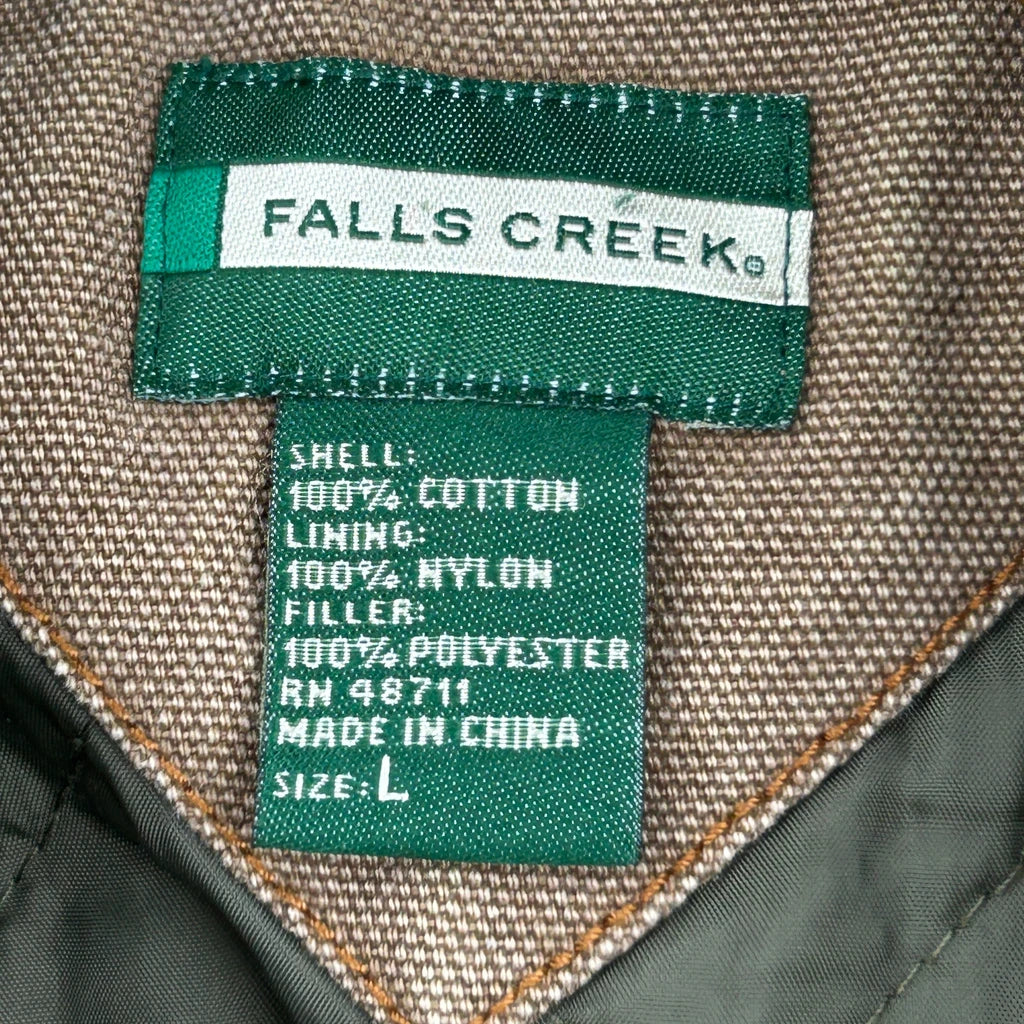 FALLS CREEK®
SHELL:
100% COTTON
LINING:
100% NYLON
FILLER:
100% POLYESTER
RN 48711
MADE IN CHINA
SIZE: L